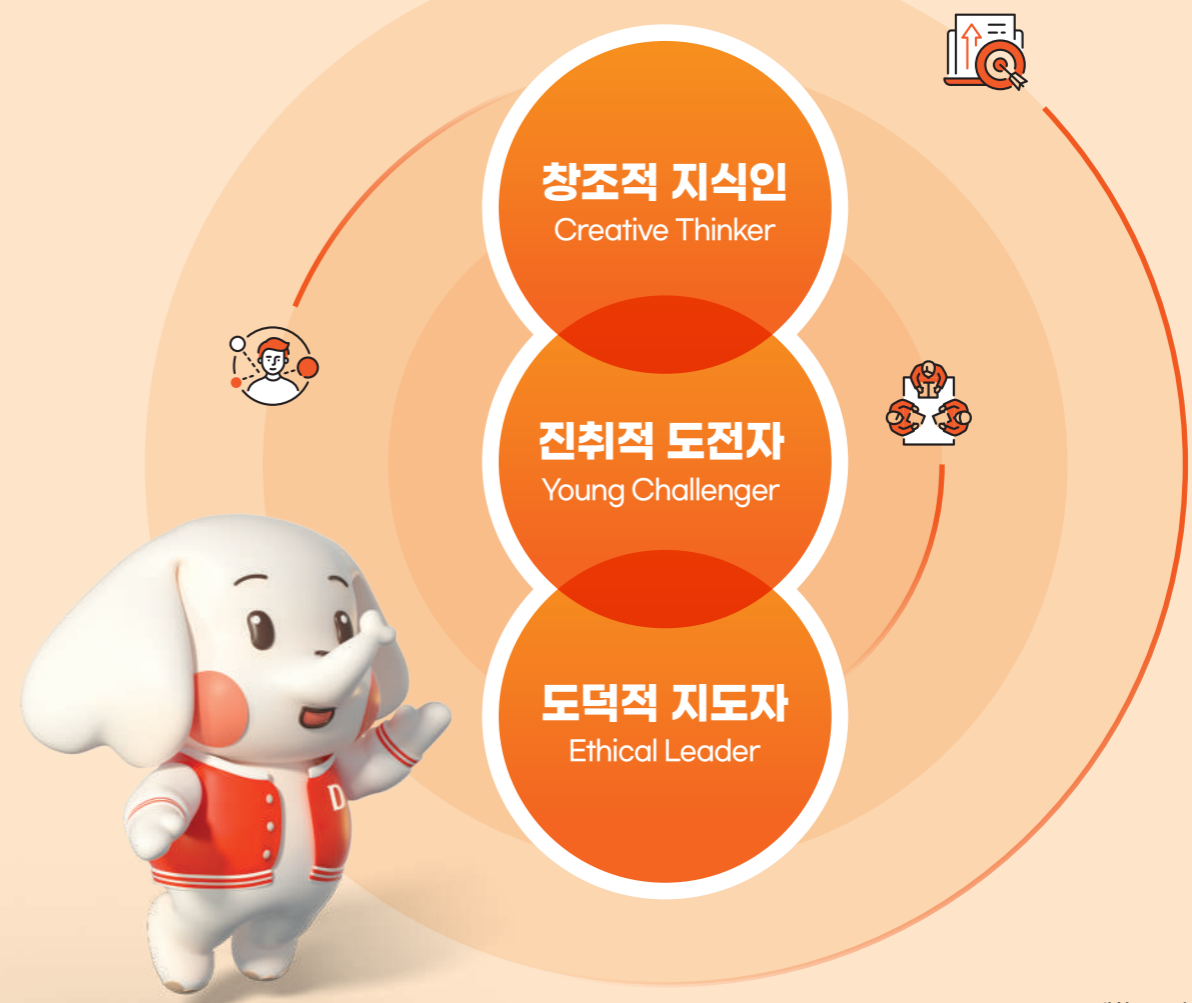 창조적 지식인
Creative Thinker
진취적 도전자
Young Challenger
도덕적 지도자
Ethical Leader
D